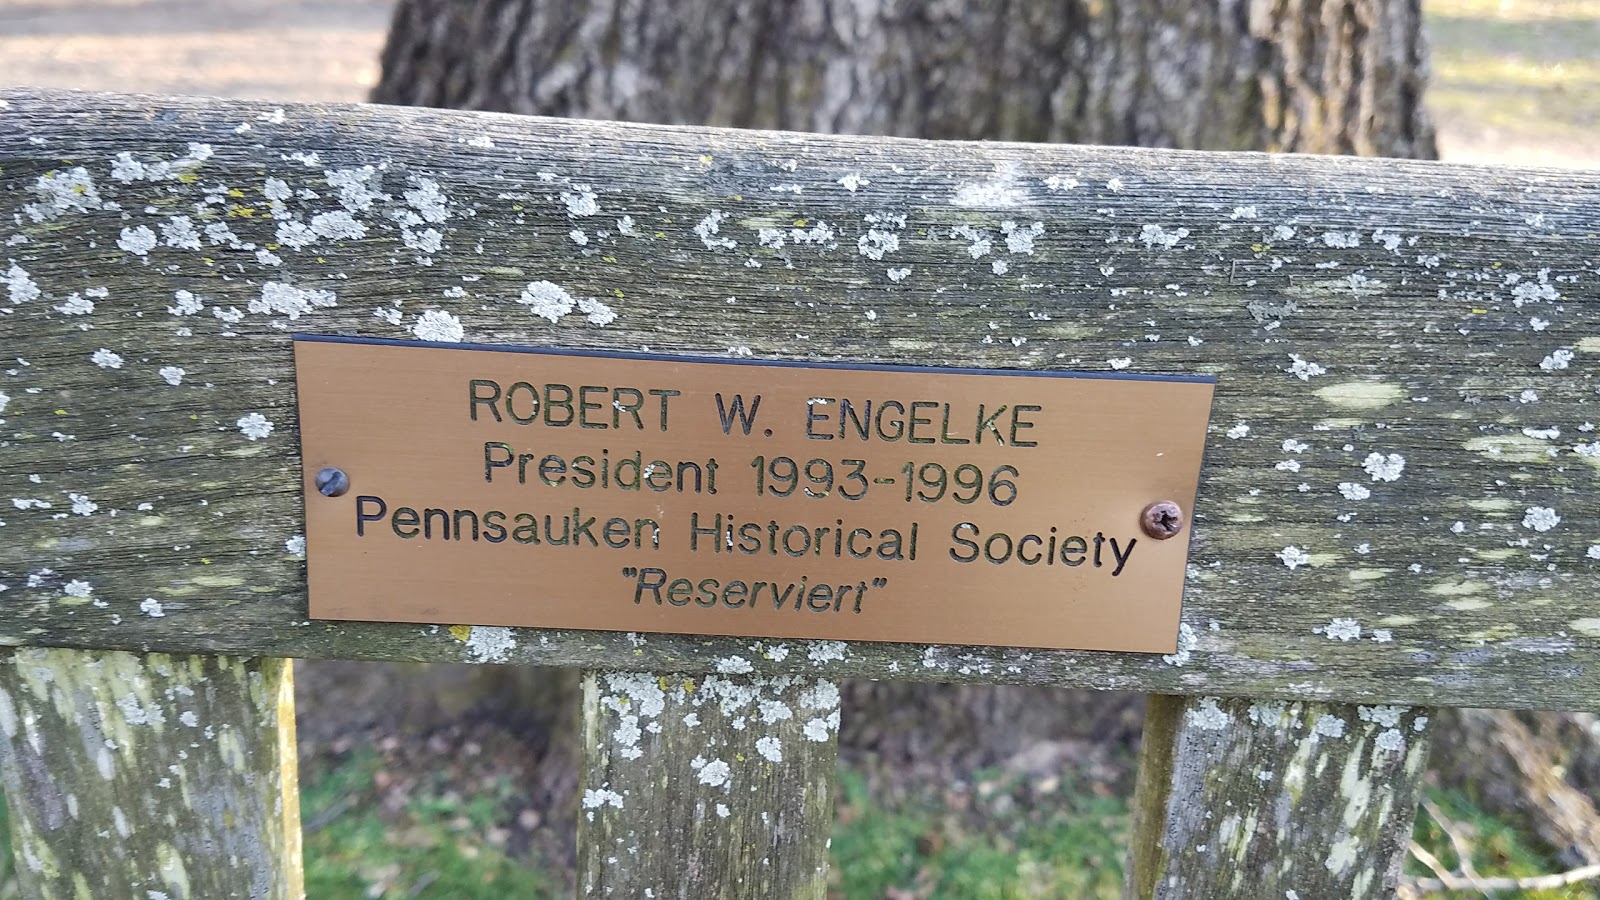 ROBERT W. ENGELKE
President 1993-1996
Pennsauken Historical Society
"Reserviert"